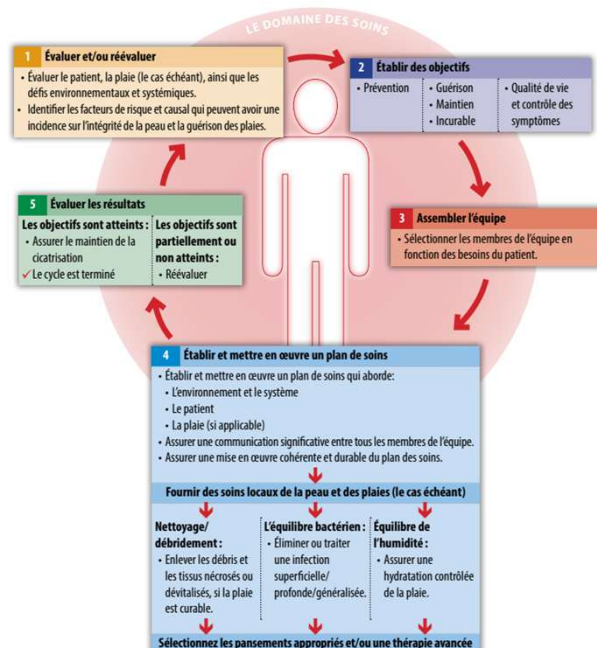 LE DOMAINE DES SOINS
1 Évaluer et/ou réévaluer
• Évaluer le patient, la plaie (le cas échéant), ainsi que les
défis environnementaux et systémiques.
• Identifier les facteurs de risque et causal qui peuvent avoir une
incidence sur l'intégrité de la peau et la guérison des plaies.
2 Établir des objectifs
• Prévention
• Guérison
• Maintien
• Incurable
• Qualité de vie
et contrôle des
symptômes
3 Assembler l'équipe
• Sélectionner les membres de l'équipe en
fonction des besoins du patient.
4 Établir et mettre en œuvre un plan de soins
• Établir et mettre en œuvre un plan de soins qui aborde:
• L'environnement et le système
• Le patient
• La plaie (si applicable)
• Assurer une communication significative entre tous les membres de l'équipe.
• Assurer une mise en œuvre cohérente et durable du plan des soins.
Fournir des soins locaux de la peau et des plaies (le cas échéant)
Nettoyage/
débridement :
• Enlever les débris et
les tissus nécrosés ou
dévitalisés, si la plaie
est curable.
L'équilibre bactérien :
• Éliminer ou traiter
une infection
superficielle/
profonde/généralisée.
Équilibre de
l'humidité :
• Assurer une
hydratation contrôlée
de la plaie.
Sélectionnez les pansements appropriés et/ou une thérapie avancée
5 Évaluer les résultats
Les objectifs sont atteints :
• Assurer le maintien de la
cicatrisation
✓ Le cycle est terminé
Les objectifs sont
partiellement ou
non atteints :
• Réévaluer